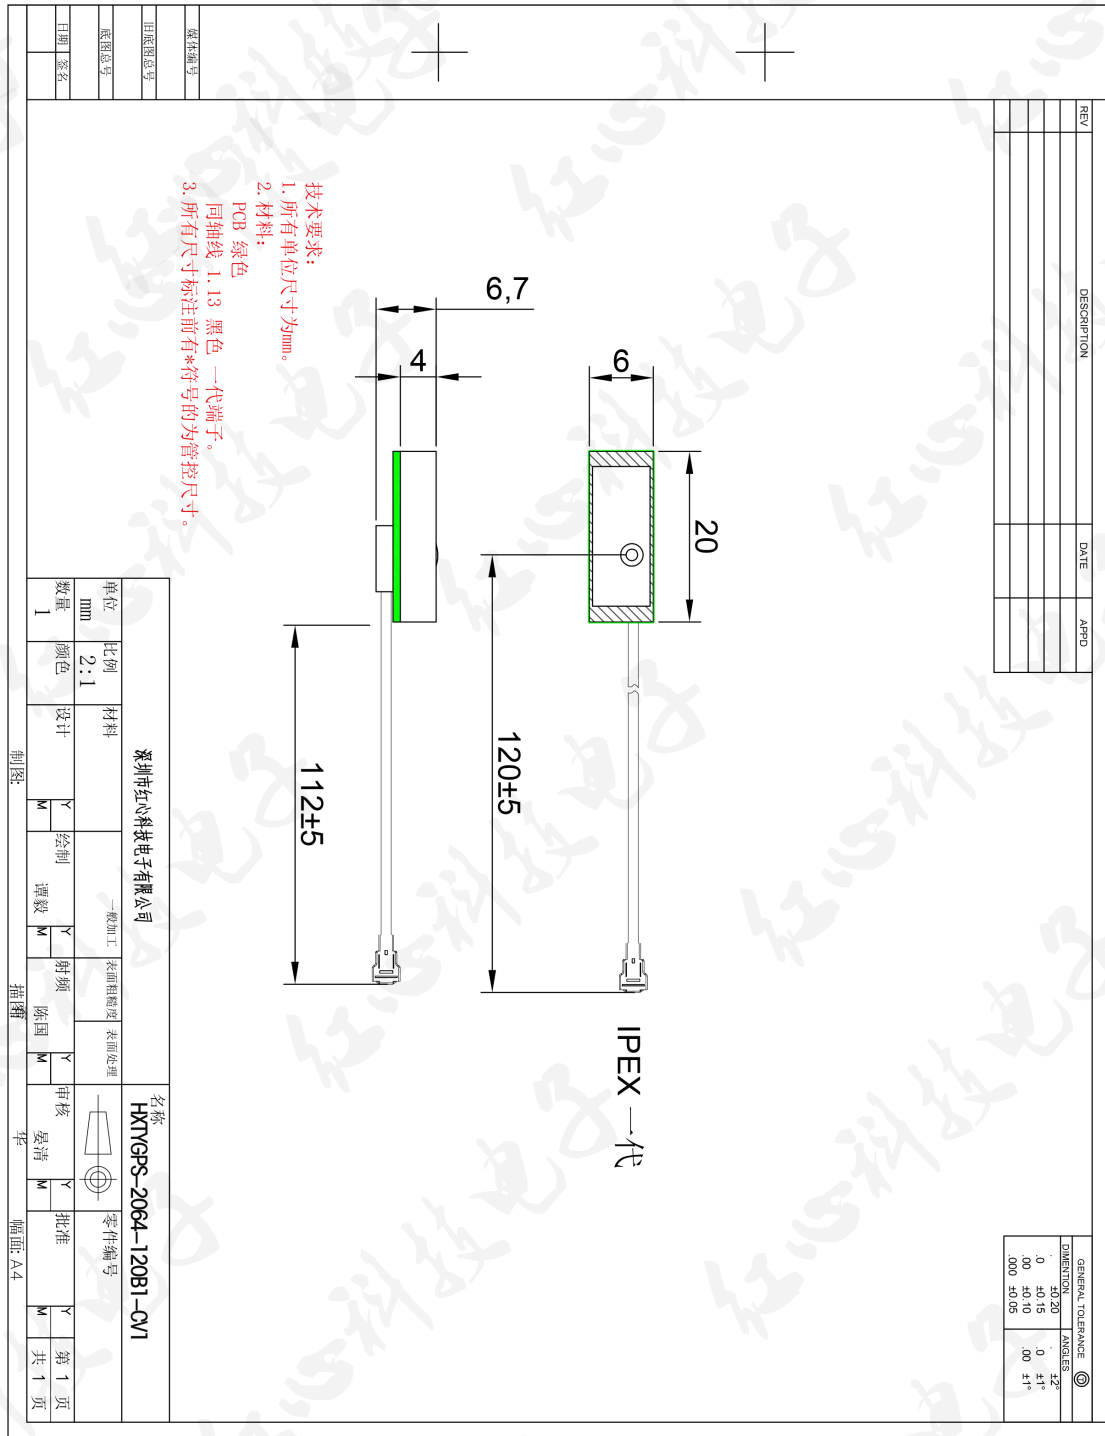 REV
DESCRIPTION
DATE
APPD
GENERAL TOLERANCE
DIMENTION
ANGLES
. ±0.20
.0 ±0.15
.00 ±0.10
.000 ±0.05
. ±2°
.0 ±1°
.00 ±1°
媒体编号
旧底图总号
底图总号
日期
签名
6
20
120±5
IPEX 一代
6,7
4
112±5
技术要求:
1.所有单位尺寸为mm。
2.材料:
PCB 绿色
同轴线 1.13 黑色 一代端子。
3.所有尺寸标注前有*符号的为管控尺寸。
深圳市红心科技电子有限公司
名称
HXTYGPS-2064-120B1-CV1
单位
mm
比例
2:1
材料
一般加工
表面粗糙度
表面处理
零件编号
数量
1
颜色
设计
Y
M
绘制
谭毅
Y
M
射频
陈国
Y
M
审核
晏清
Y
M
批准
Y
M
第 1 页
共 1 页
制图:
描图
华
幅面: A4
红心科技电子